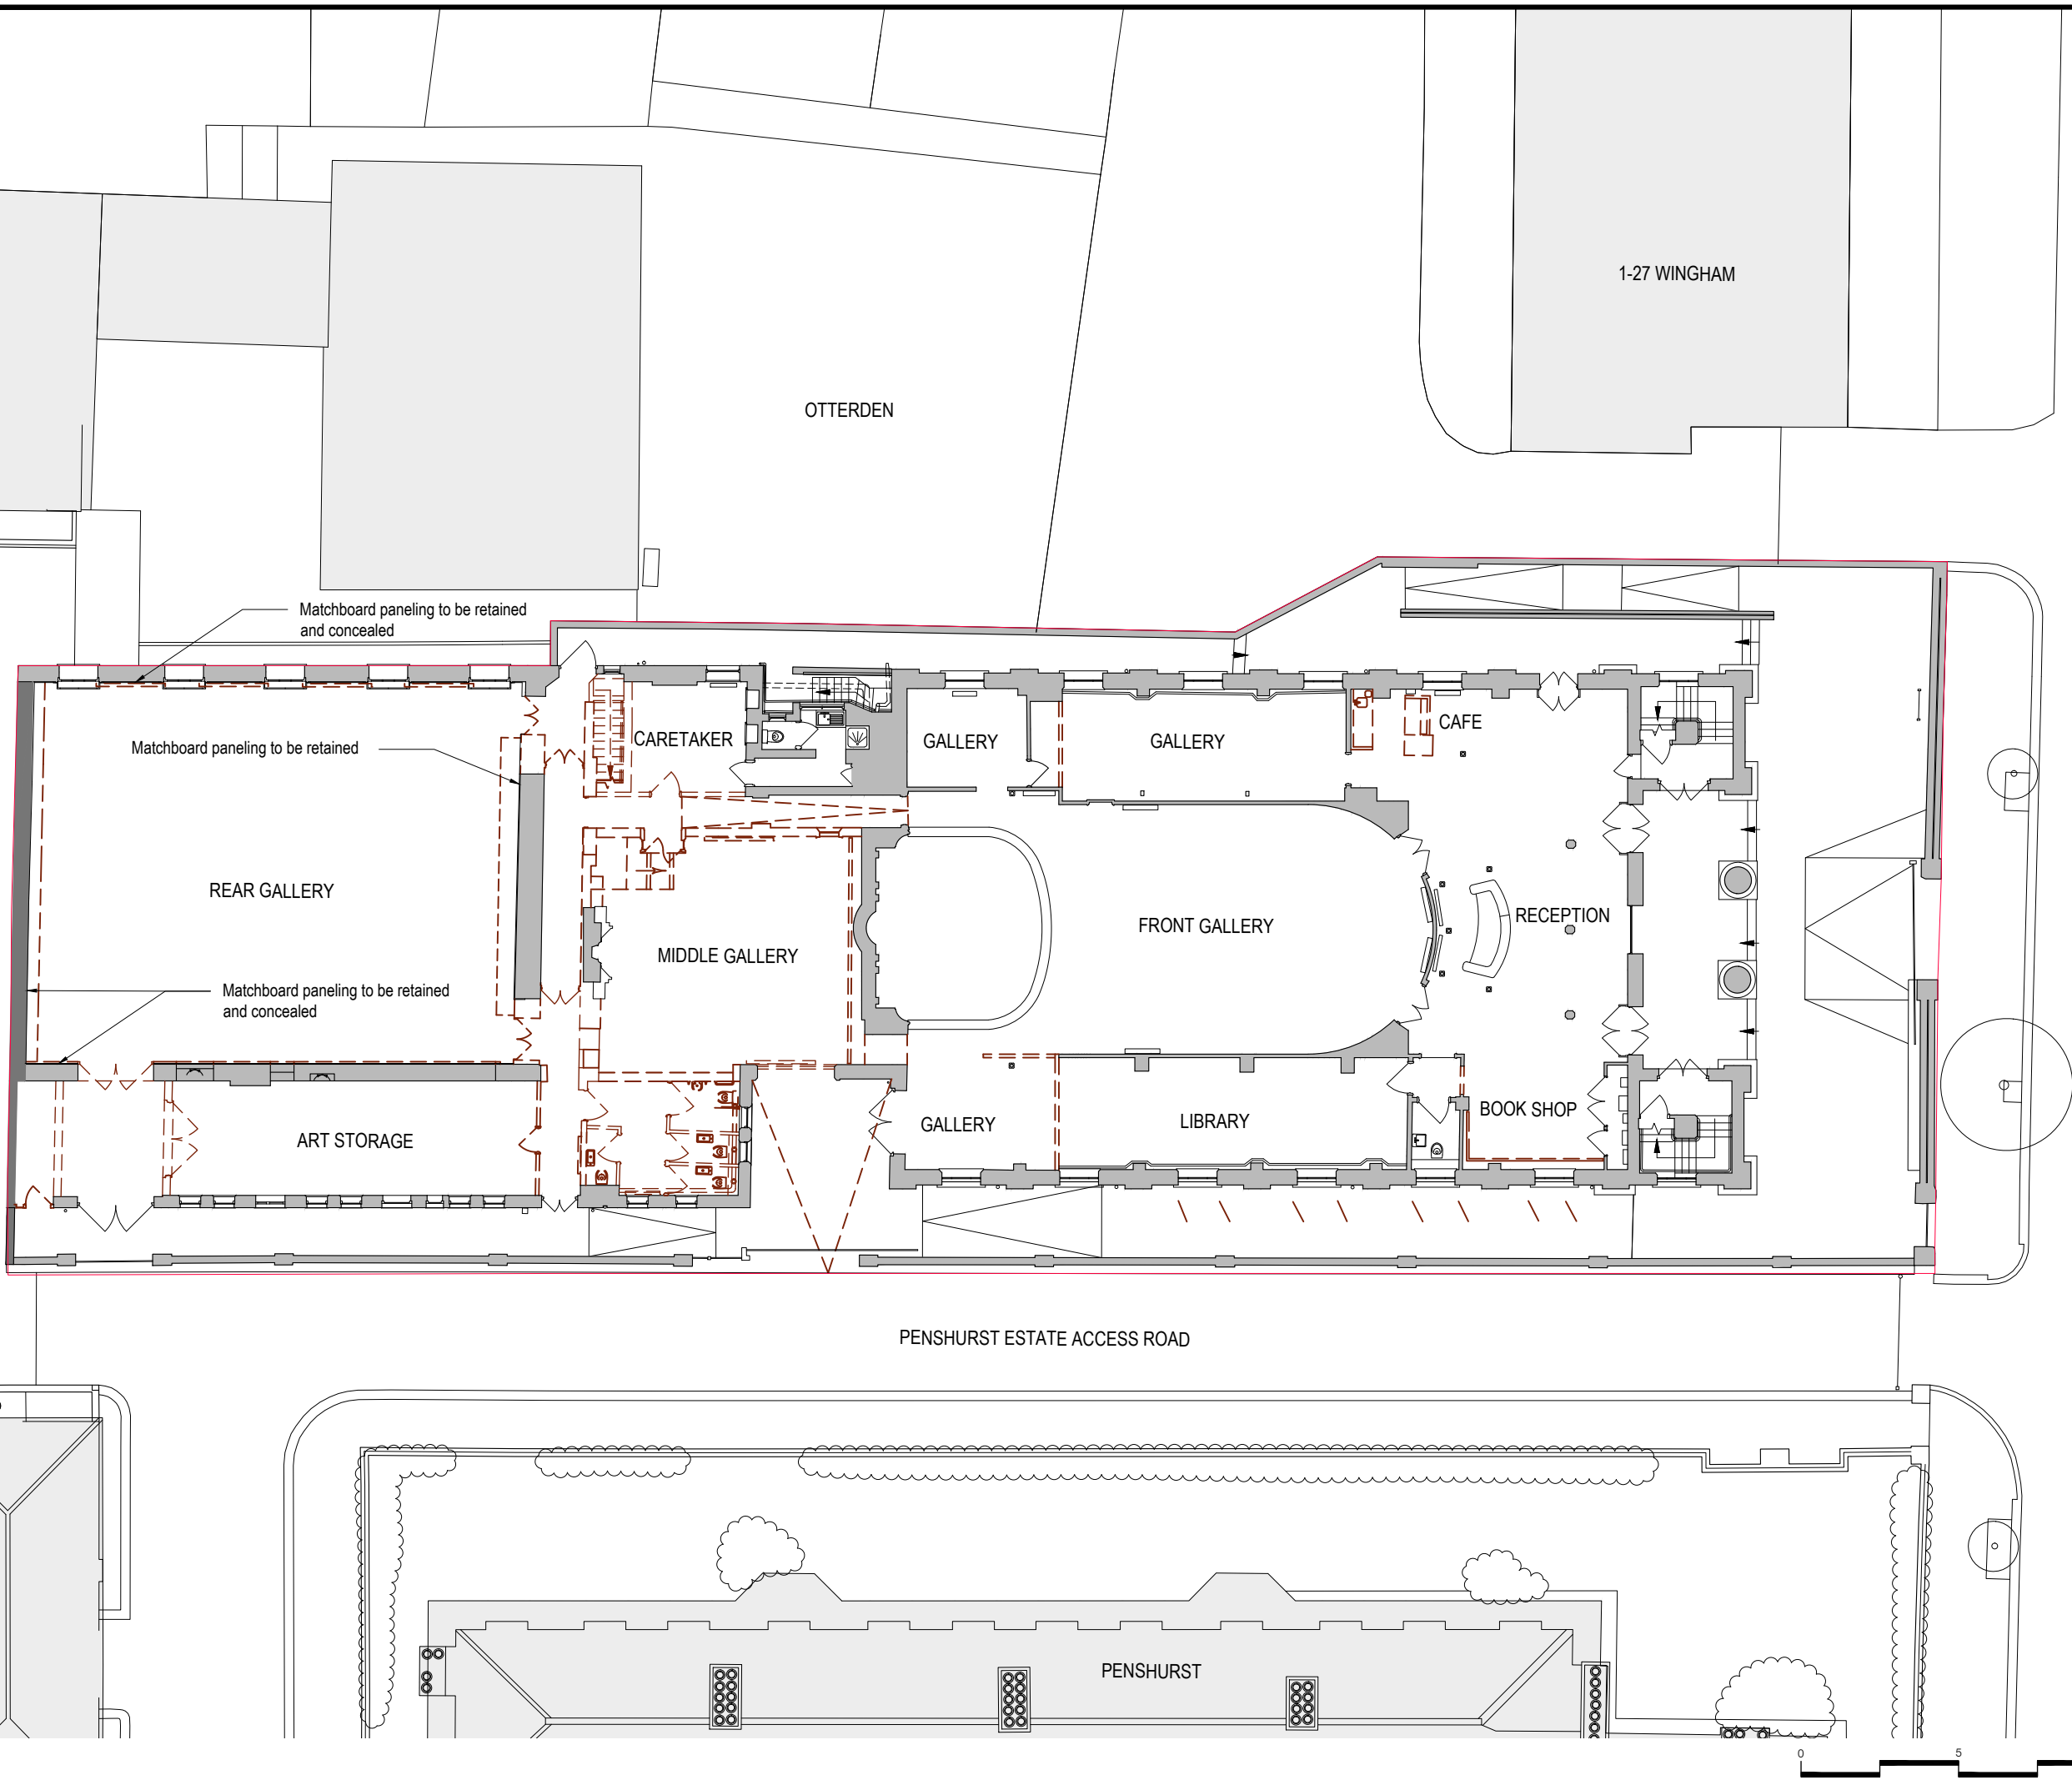 1-27 WINGHAM
OTTERDEN
Matchboard paneling to be retained
and concealed
Matchboard paneling to be retained
CARETAKER
GALLERY
GALLERY
CAFE
REAR GALLERY
MIDDLE GALLERY
FRONT GALLERY
RECEPTION
Matchboard paneling to be retained
and concealed
ART STORAGE
GALLERY
LIBRARY
BOOK SHOP
PENSHURST ESTATE ACCESS ROAD
PENSHURST
0
5